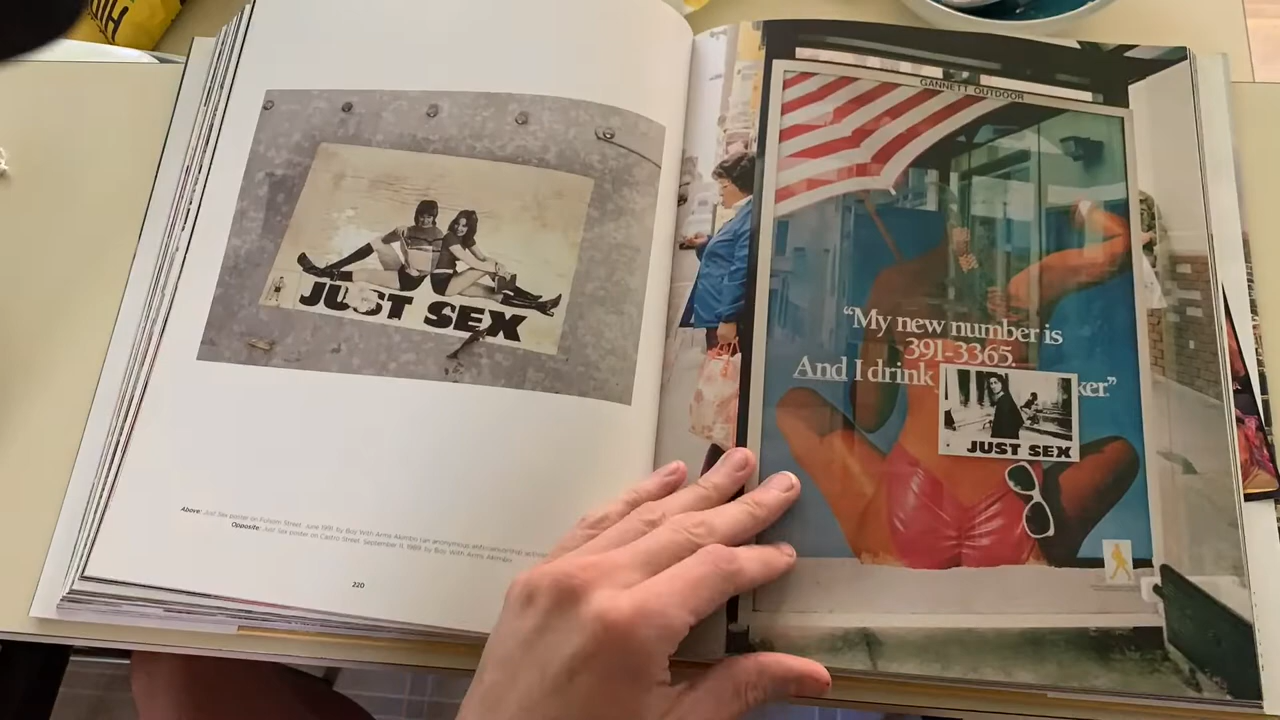 JUST SEX
Above: Just Sex poster on Folsom Street. June 1991. By Boy With Arms Akimbo (an anonymous
Opposite: Just Sex poster on Castro Street. September 11, 1989. By Boy With Arms Akimbo.
220
GANNETT OUTDOOR
“My new number is
391-3365.
And I drink ker.”
JUST SEX